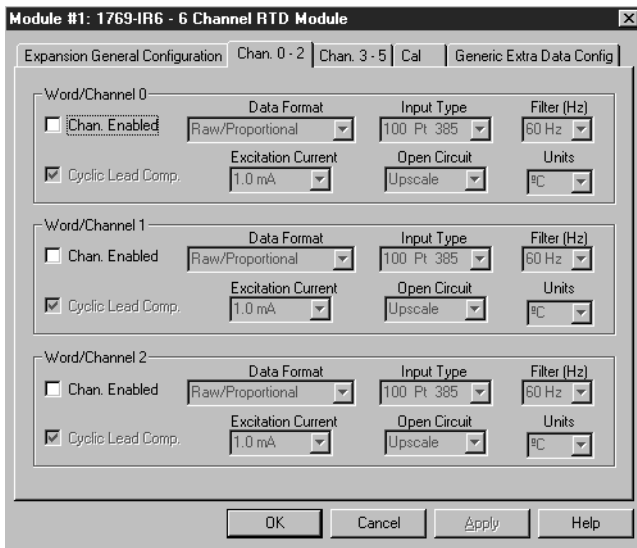 Module #1: 1769-IR6 - 6 Channel RTD Module
Expansion General Configuration Chan. 0 - 2 Chan. 3 - 5 Cal Generic Extra Data Config
Word/Channel 0
Data Format Input Type Filter (Hz)
Chan. Enabled Raw/Proportional 100 Pt 385 60 Hz
Excitation Current Open Circuit Units
Cyclic Lead Comp. 1.0 mA Upscale ºC
Word/Channel 1
Data Format Input Type Filter (Hz)
Chan. Enabled Raw/Proportional 100 Pt 385 60 Hz
Excitation Current Open Circuit Units
Cyclic Lead Comp. 1.0 mA Upscale ºC
Word/Channel 2
Data Format Input Type Filter (Hz)
Chan. Enabled Raw/Proportional 100 Pt 385 60 Hz
Excitation Current Open Circuit Units
Cyclic Lead Comp. 1.0 mA Upscale ºC
OK Cancel Apply Help